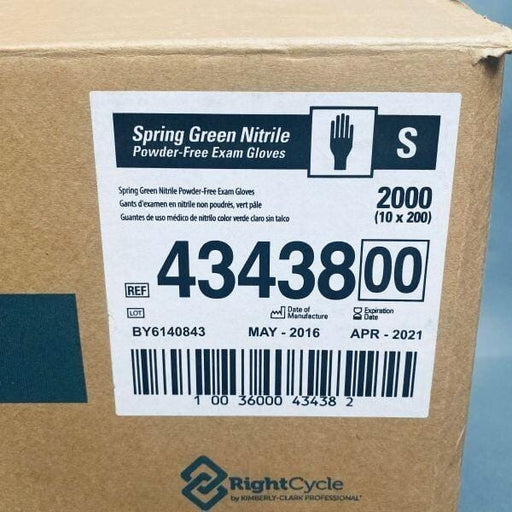 Spring Green Nitrile
Powder-Free Exam Gloves
S
Spring Green Nitrile Powder-Free Exam Gloves
Gants d'examen en nitrile non poudrés, vert pâle
Guantes de uso médico de nitrilo color verde claro sin talco
2000
(10 x 200)
REF 43438 00
LOT
Date of
Manufacture
Expiration
Date
BY6140843 MAY - 2016 APR - 2021
1 00 36000 43438 2
RightCycle
by KIMBERLY-CLARK PROFESSIONAL*